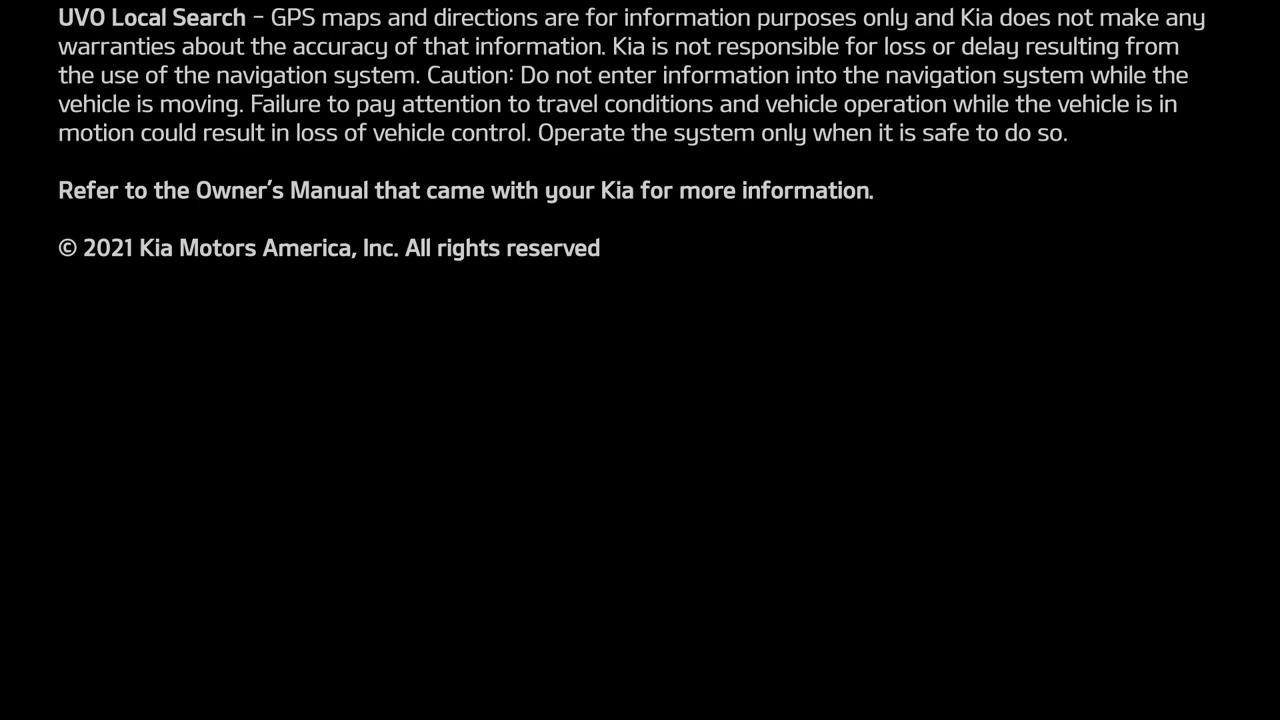 UVO Local Search – GPS maps and directions are for information purposes only and Kia does not make any
warranties about the accuracy of that information. Kia is not responsible for loss or delay resulting from
the use of the navigation system. Caution: Do not enter information into the navigation system while the
vehicle is moving. Failure to pay attention to travel conditions and vehicle operation while the vehicle is in
motion could result in loss of vehicle control. Operate the system only when it is safe to do so.
Refer to the Owner’s Manual that came with your Kia for more information.
© 2021 Kia Motors America, Inc. All rights reserved